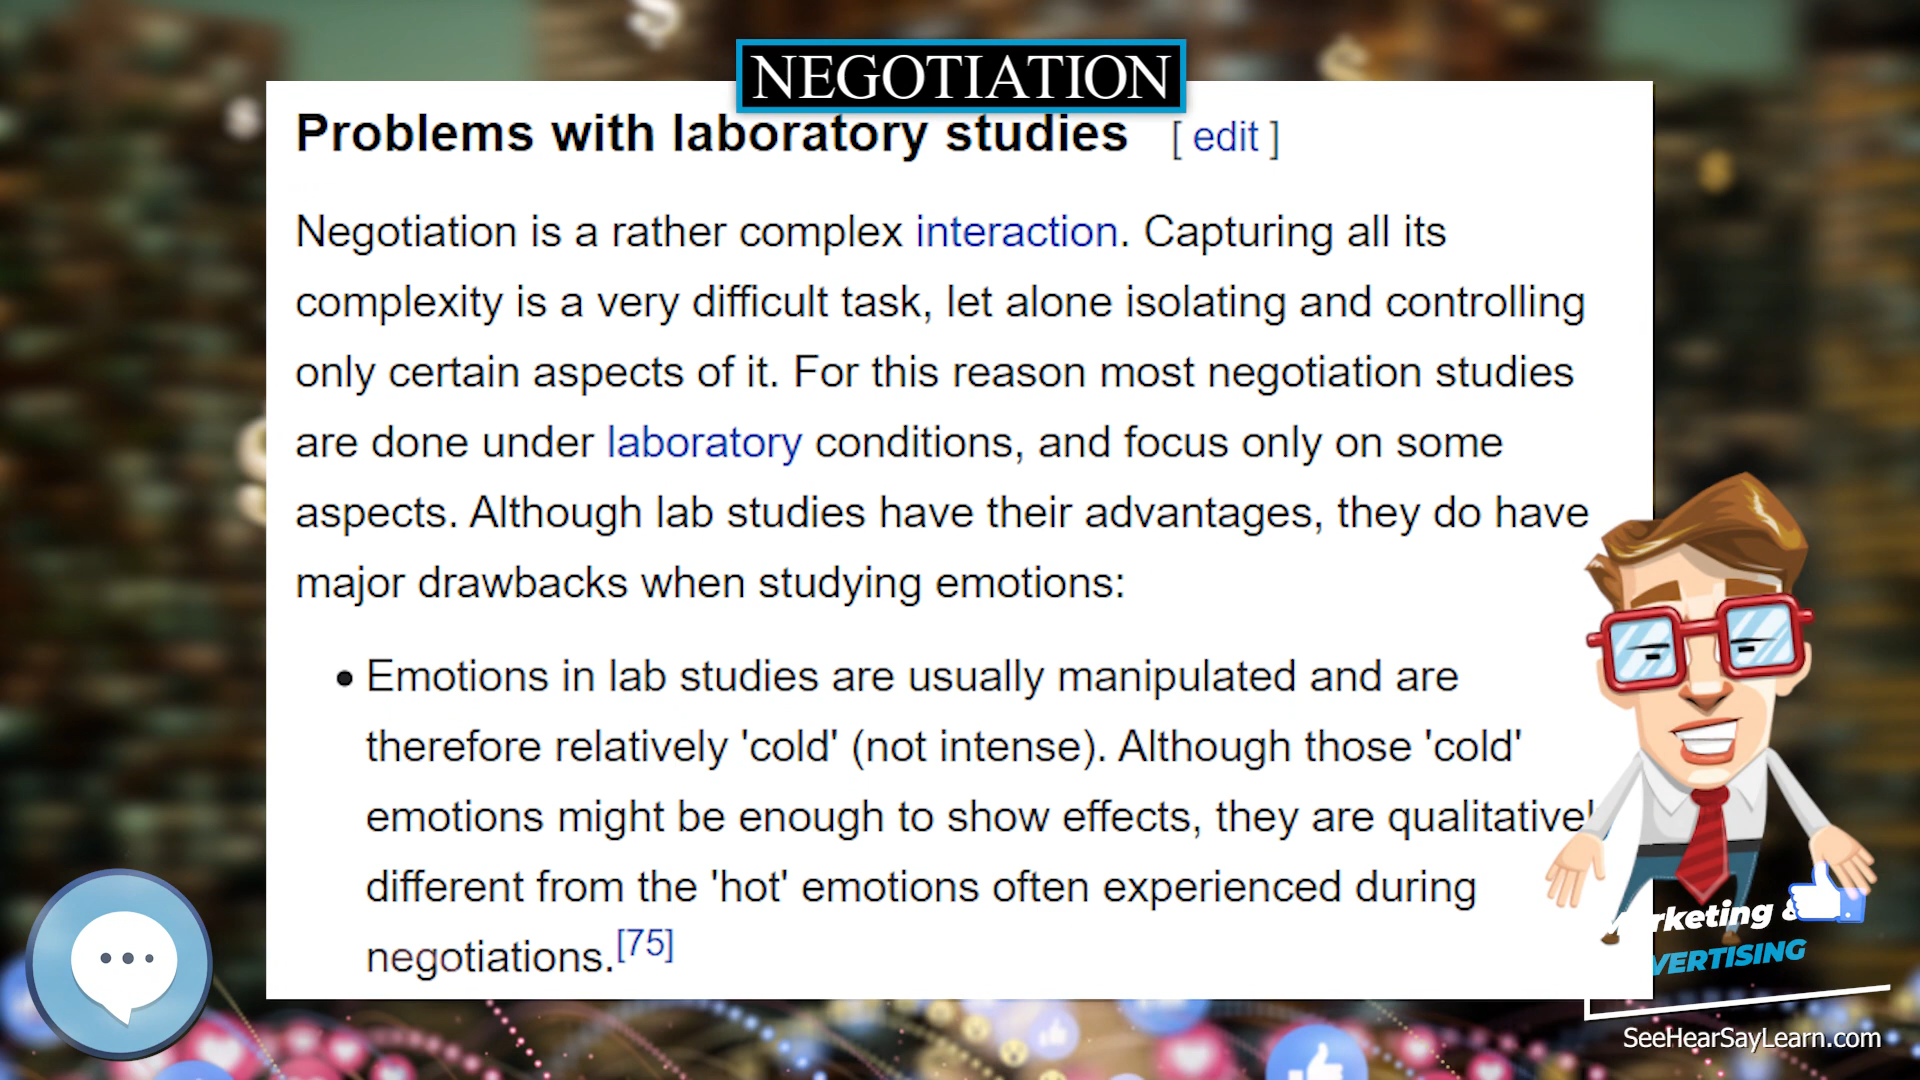 NEGOTIATION
Problems with laboratory studies [ edit ]
Negotiation is a rather complex interaction. Capturing all its
complexity is a very difficult task, let alone isolating and controlling
only certain aspects of it. For this reason most negotiation studies
are done under laboratory conditions, and focus only on some
aspects. Although lab studies have their advantages, they do have
major drawbacks when studying emotions:
• Emotions in lab studies are usually manipulated and are
therefore relatively 'cold' (not intense). Although those 'cold'
emotions might be enough to show effects, they are qualitativel
different from the 'hot' emotions often experienced during
negotiations.[75]
rketing &
VERTISING
SeeHearSayLearn.com